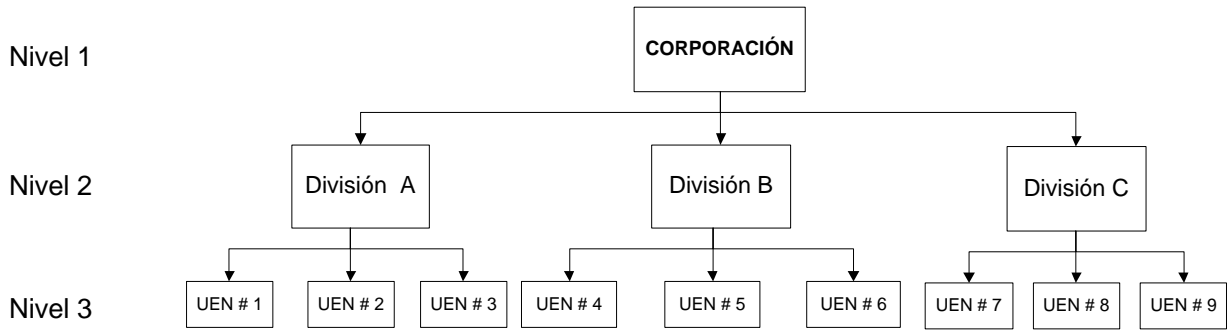 Nivel 1
CORPORACIÓN
Nivel 2
División A
División B
División C
Nivel 3
UEN # 1
UEN # 2
UEN # 3
UEN # 4
UEN # 5
UEN # 6
UEN # 7
UEN # 8
UEN # 9